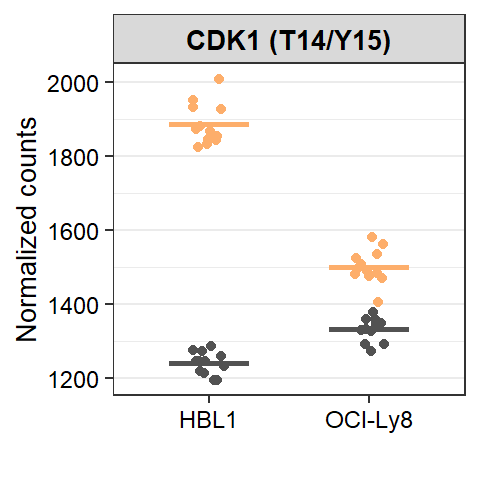 CDK1 (T14/Y15)
Normalized counts
2000
1800
1600
1400
1200
HBL1
OCI-Ly8